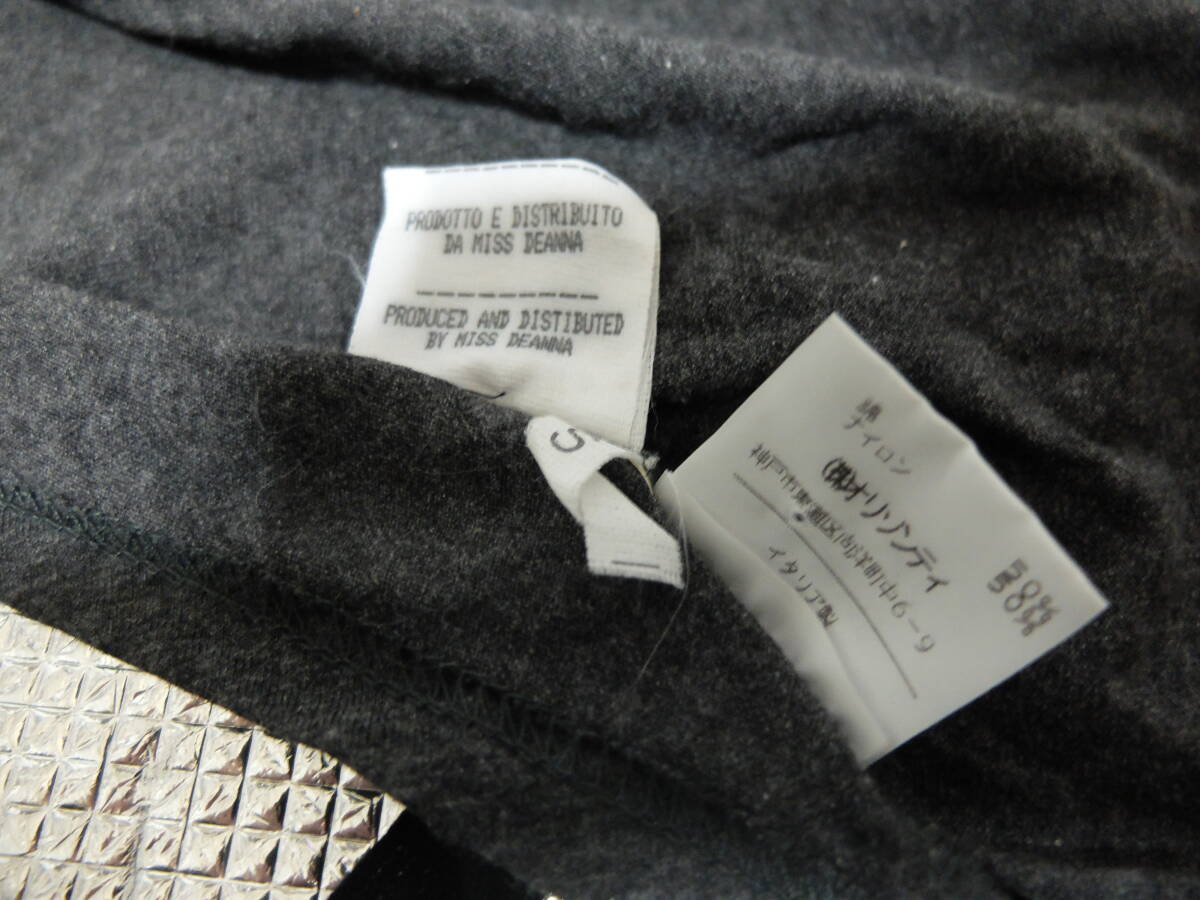 PRODOTTO E DISTRIBUITO
DA MISS DEANNA
PRODUCED AND DISTIBUTED
BY MISS DEANNA
綿
ナイロン
㈱オリゾンティ
神戸市東灘区向洋町中6-9
イタリア製